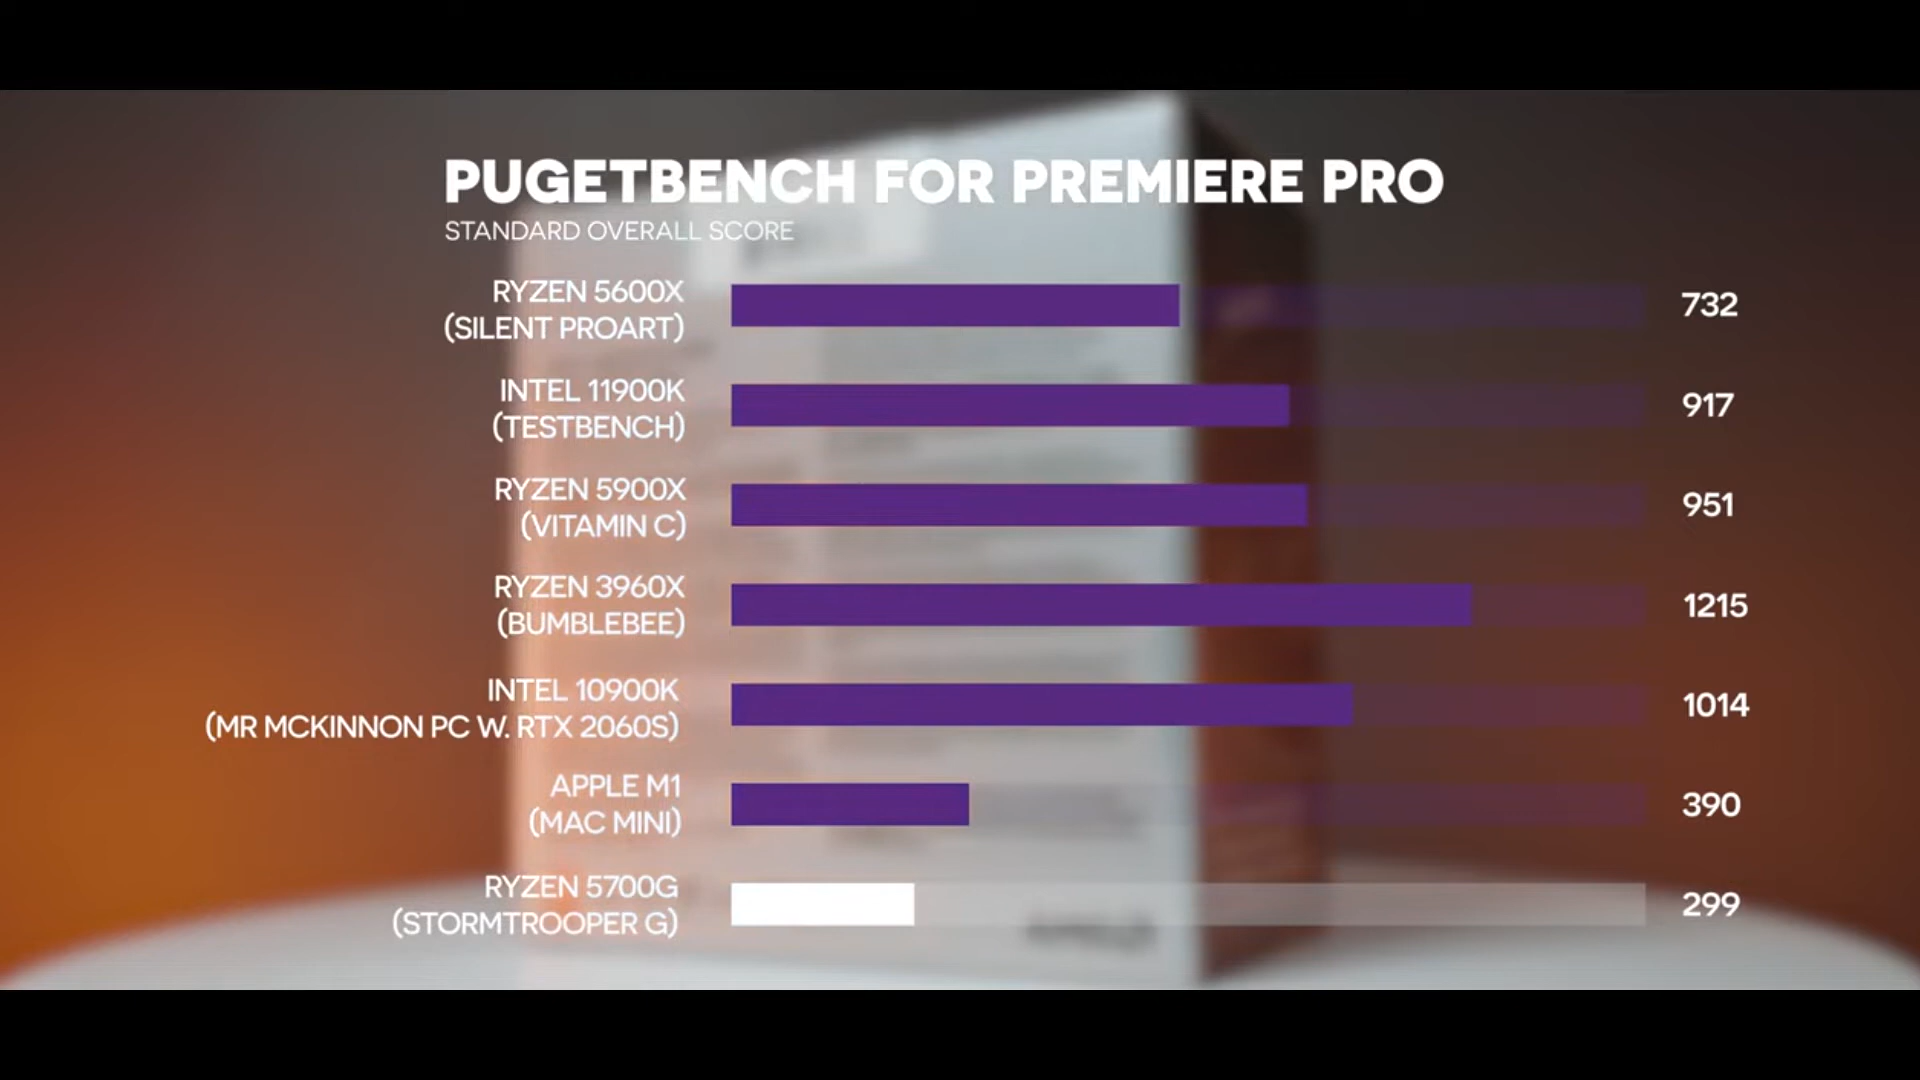 PUGETBENCH FOR PREMIERE PRO
STANDARD OVERALL SCORE
RYZEN 5600X
(SILENT PROART)
732
INTEL 11900K
(TESTBENCH)
917
RYZEN 5900X
(VITAMIN C)
951
RYZEN 3960X
(BUMBLEBEE)
1215
INTEL 10900K
(MR MCKINNON PC W. RTX 2060S)
1014
APPLE M1
(MAC MINI)
390
RYZEN 5700G
(STORMTROOPER G)
299